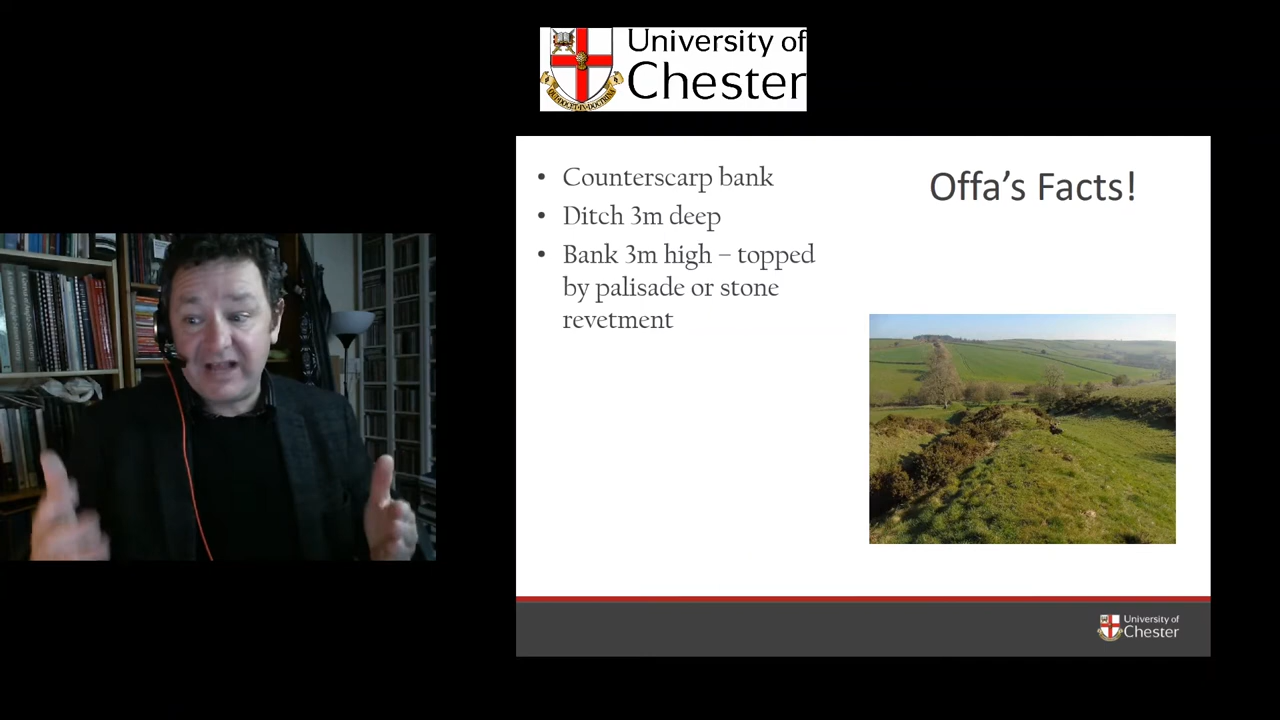 University of
Chester
• Counterscarp bank
• Ditch 3m deep
• Bank 3m high – topped
by palisade or stone
revetment
Offa's Facts!
University of
Chester